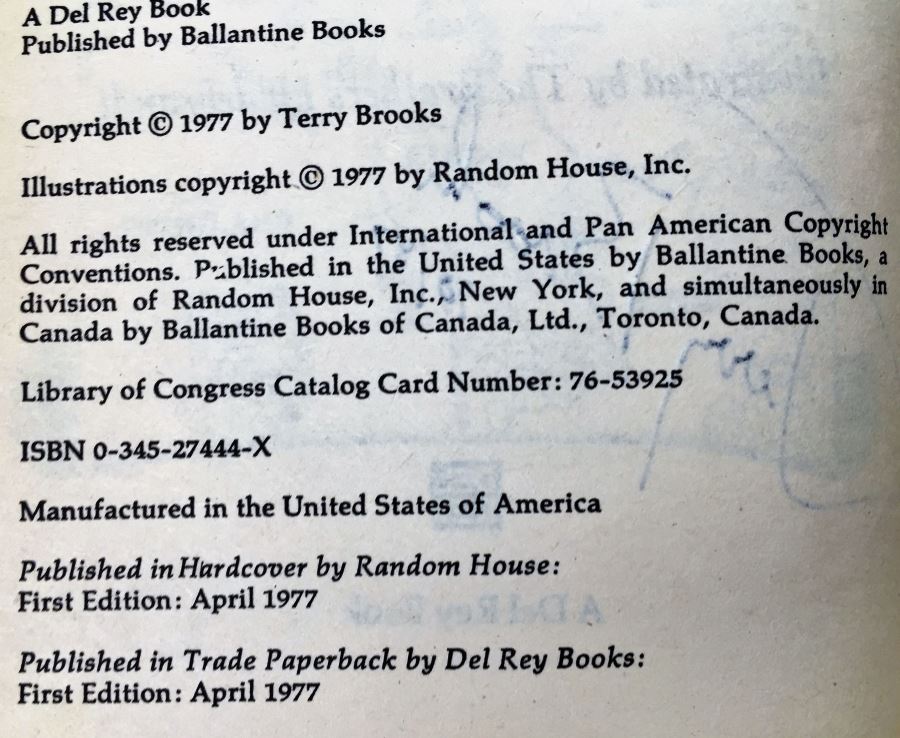 A Del Rey Book
Published by Ballantine Books
Copyright © 1977 by Terry Brooks
Illustrations copyright © 1977 by Random House, Inc.
All rights reserved under International and Pan American Copyright
Conventions. Published in the United States by Ballantine Books, a
division of Random House, Inc., New York, and simultaneously in
Canada by Ballantine Books of Canada, Ltd., Toronto, Canada.
Library of Congress Catalog Card Number: 76-53925
ISBN 0-345-27444-X
Manufactured in the United States of America
Published in Hardcover by Random House:
First Edition: April 1977
Published in Trade Paperback by Del Rey Books:
First Edition: April 1977